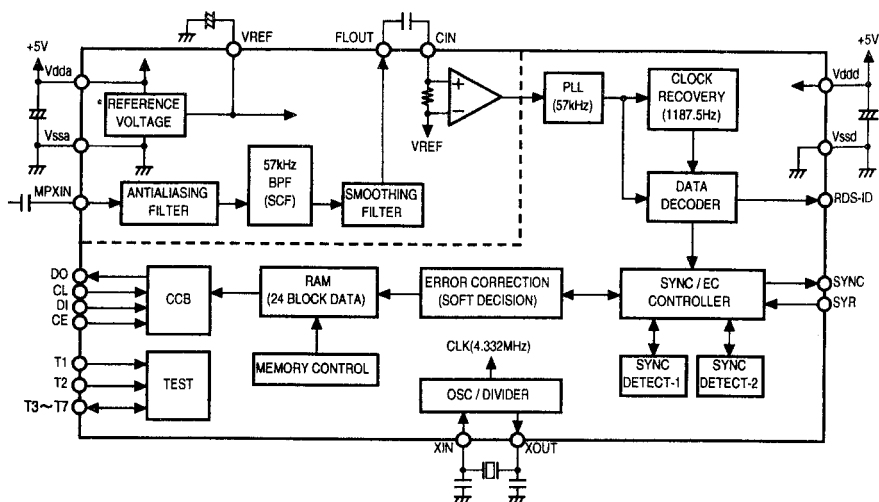 VREF
FLOUT
CIN
+5V
+5V
Vdda
REFERENCE
VOLTAGE
Vssa
MPXIN
ANTIALIASING
FILTER
57kHz
BPF
(SCF)
SMOOTHING
FILTER
+
−
VREF
PLL
(57kHz)
CLOCK
RECOVERY
(1187.5Hz)
Vddd
Vssd
DATA
DECODER
RDS-ID
DO
CL
DI
CE
CCB
RAM
(24 BLOCK DATA)
ERROR CORRECTION
(SOFT DECISION)
SYNC / EC
CONTROLLER
SYNC
SYR
T1
T2
T3～T7
TEST
MEMORY CONTROL
CLK(4.332MHz)
OSC / DIVIDER
SYNC
DETECT-1
SYNC
DETECT-2
XIN
XOUT